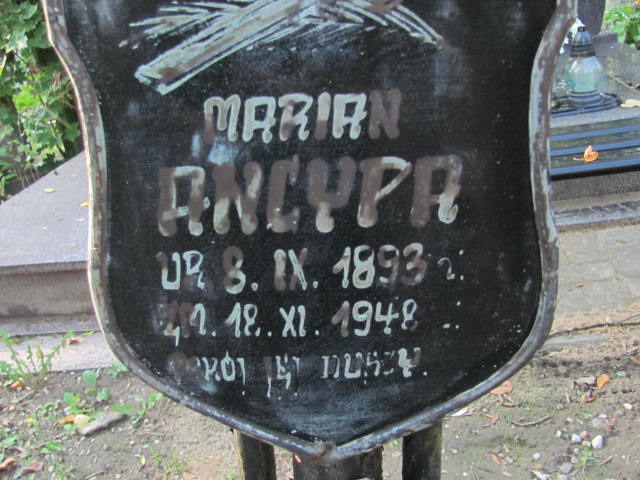 MARIAN
ANCYPA
UR 8. IX. 1893 r.
ZM. 18. XI. 1948 r.
POKÓJ JEJ DUSZY.